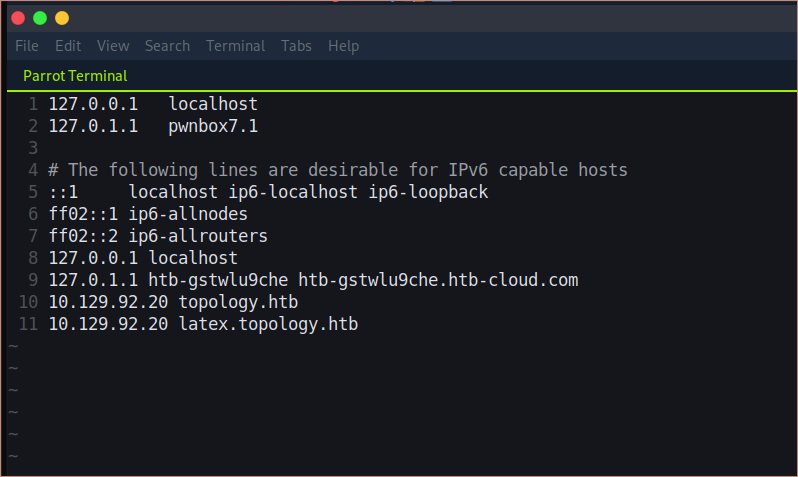 File Edit View Search Terminal Tabs Help
Parrot Terminal
1 127.0.0.1   localhost
2 127.0.1.1   pwnbox7.1
3
4 # The following lines are desirable for IPv6 capable hosts
5 ::1     localhost ip6-localhost ip6-loopback
6 ff02::1 ip6-allnodes
7 ff02::2 ip6-allrouters
8 127.0.0.1 localhost
9 127.0.1.1 htb-gstwlu9che htb-gstwlu9che.htb-cloud.com
10 10.129.92.20 topology.htb
11 10.129.92.20 latex.topology.htb
~
~
~
~
~
~